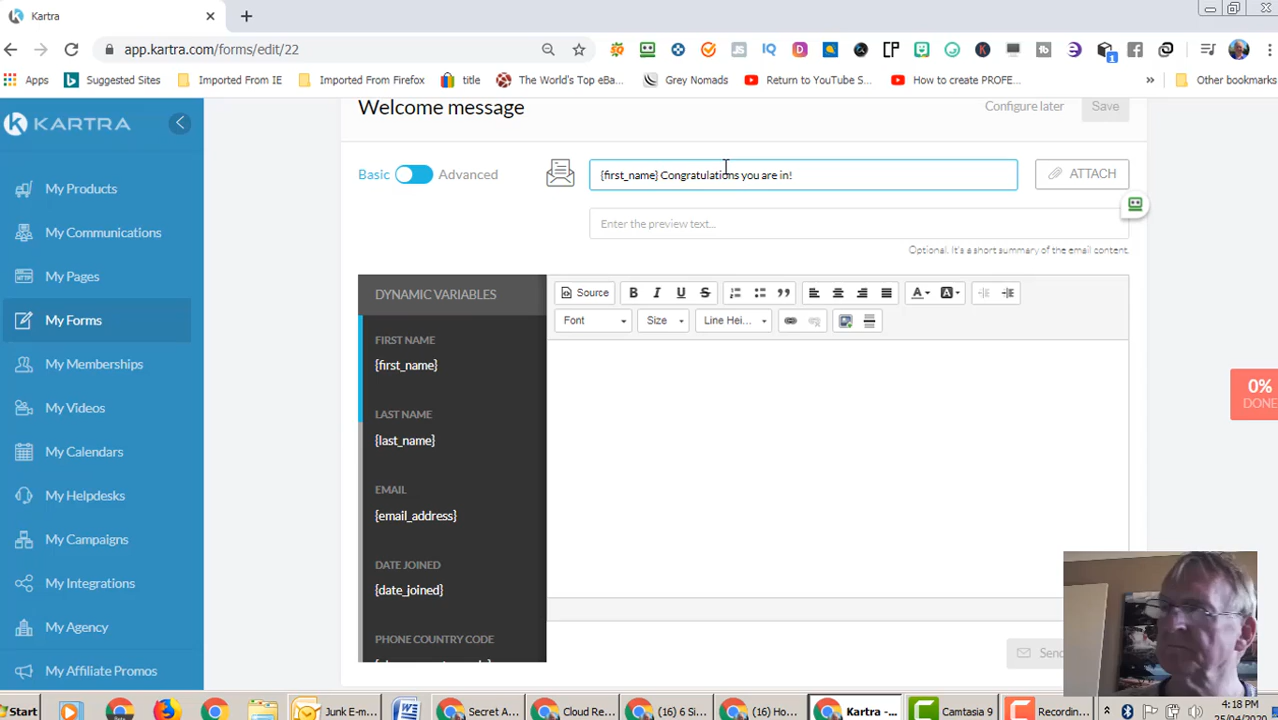 Kartra
app.kartra.com/forms/edit/22
Apps
Suggested Sites
Imported From IE
Imported From Firefox
title
The World's Top eBa...
Grey Nomads
Return to YouTube S...
How to create PROFE...
»
Other bookmarks
KARTRA
My Products
My Communications
My Pages
My Forms
My Memberships
My Videos
My Calendars
My Helpdesks
My Campaigns
My Integrations
My Agency
My Affiliate Promos
Welcome message
Configure later
Save
Basic
Advanced
{first_name} Congratulations you are in!
ATTACH
Enter the preview text...
Optional. It's a short summary of the email content.
DYNAMIC VARIABLES
FIRST NAME
{first_name}
LAST NAME
{last_name}
EMAIL
{email_address}
DATE JOINED
{date_joined}
PHONE COUNTRY CODE
Source
B I U S
Font
Size
Line Hei...
0%
DONE
Send
Start
Junk E-m...
Secret A...
Cloud Re...
(16) 6 Si...
(16) Ho...
Kartra -...
Camtasia 9
Recordin...
4:18 PM